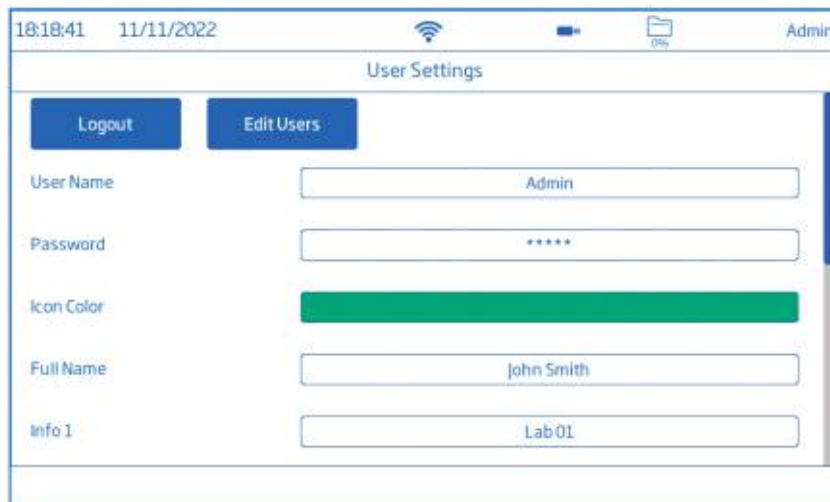 18:18:41 11/11/2022 0% Admin
User Settings
Logout Edit Users
User Name Admin
Password *****
Icon Color
Full Name John Smith
Info 1 Lab 01